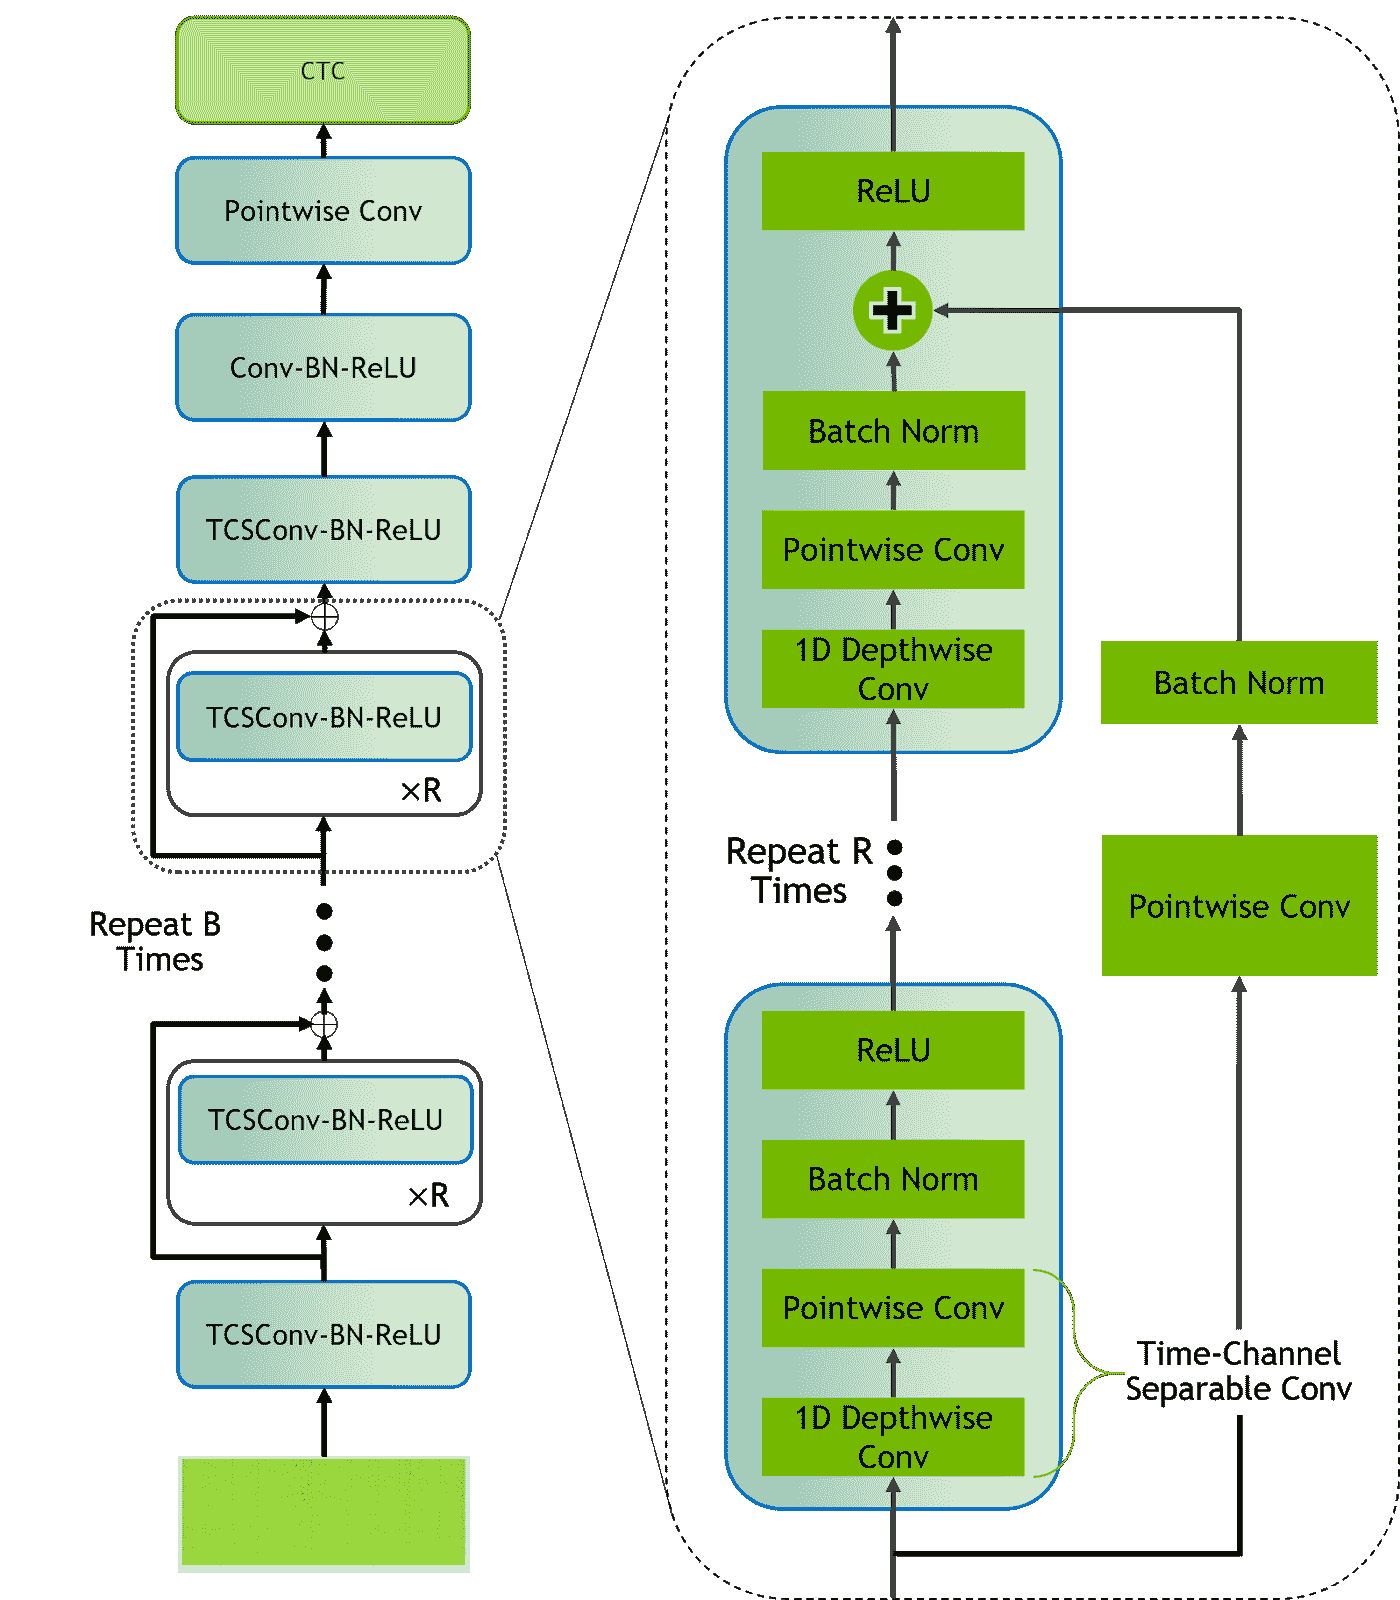 CTC
Pointwise Conv
Conv-BN-ReLU
TCSConv-BN-ReLU
TCSConv-BN-ReLU
×R
Repeat B
Times
TCSConv-BN-ReLU
×R
TCSConv-BN-ReLU
ReLU
Batch Norm
Pointwise Conv
1D Depthwise
Conv
Repeat R
Times
ReLU
Batch Norm
Pointwise Conv
1D Depthwise
Conv
Batch Norm
Pointwise Conv
Time-Channel
Separable Conv